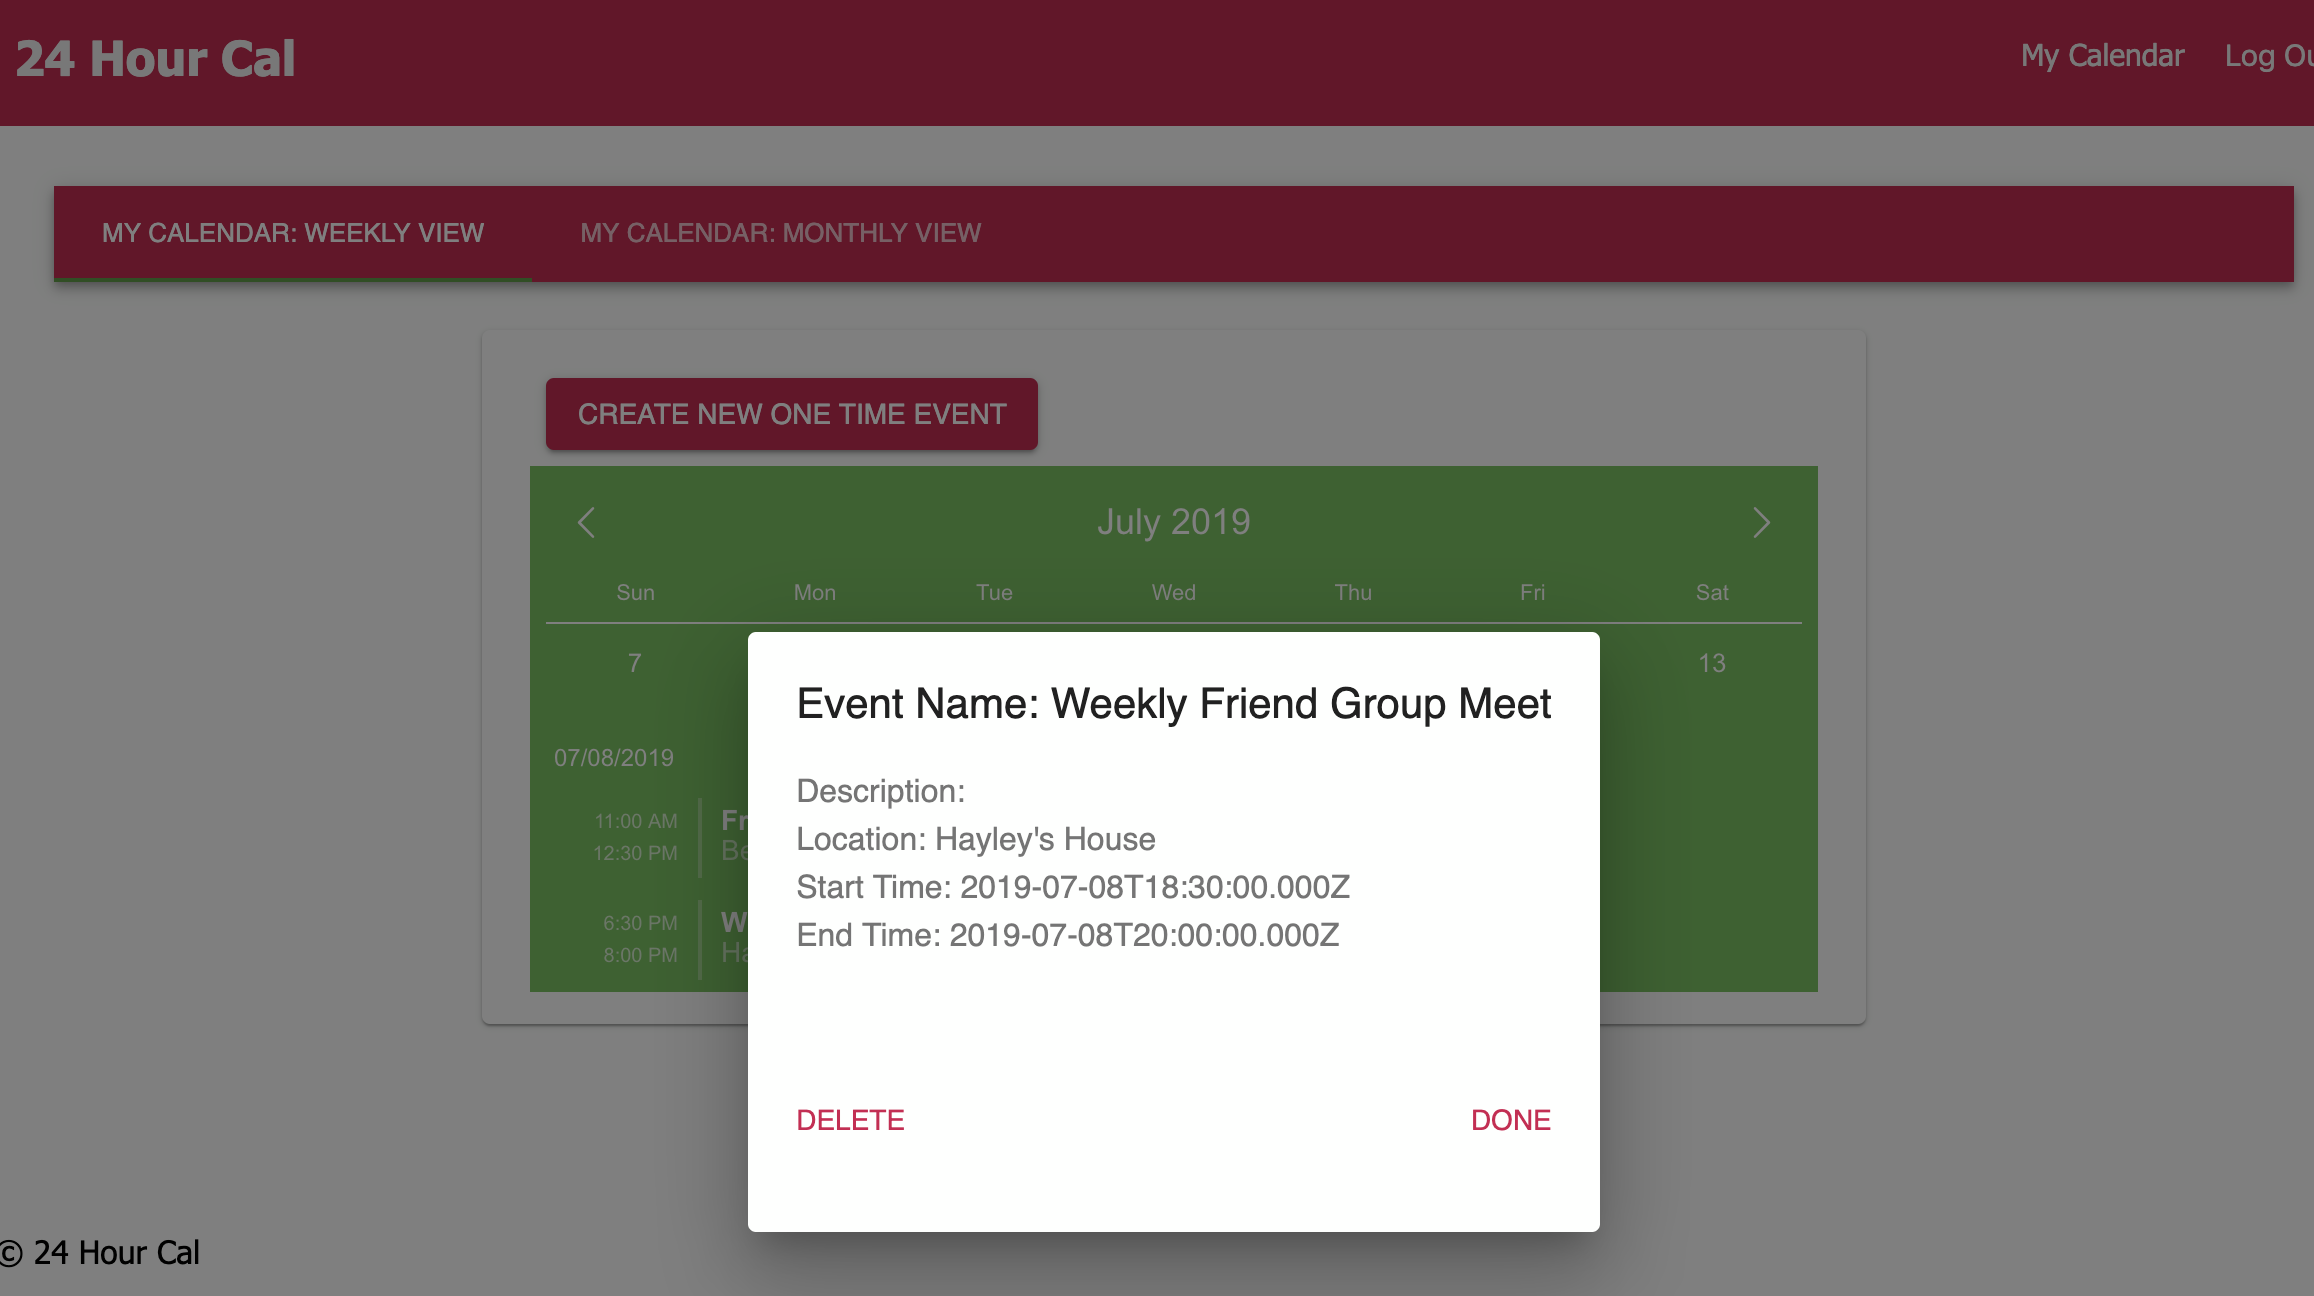 24 Hour Cal
My Calendar Log
MY CALENDAR: WEEKLY VIEW MY CALENDAR: MONTHLY VIEW
CREATE NEW ONE TIME EVENT
July 2019
Sun Mon Tue Wed Thu Fri Sat
7 13
Event Name: Weekly Friend Group Meet
07/08/2019
Description:
11:00 AM
Location: Hayley's House
12:30 PM
Start Time: 2019-07-08T18:30:00.000Z
6:30 PM
End Time: 2019-07-08T20:00:00.000Z
8:00 PM
DELETE DONE
© 24 Hour Cal